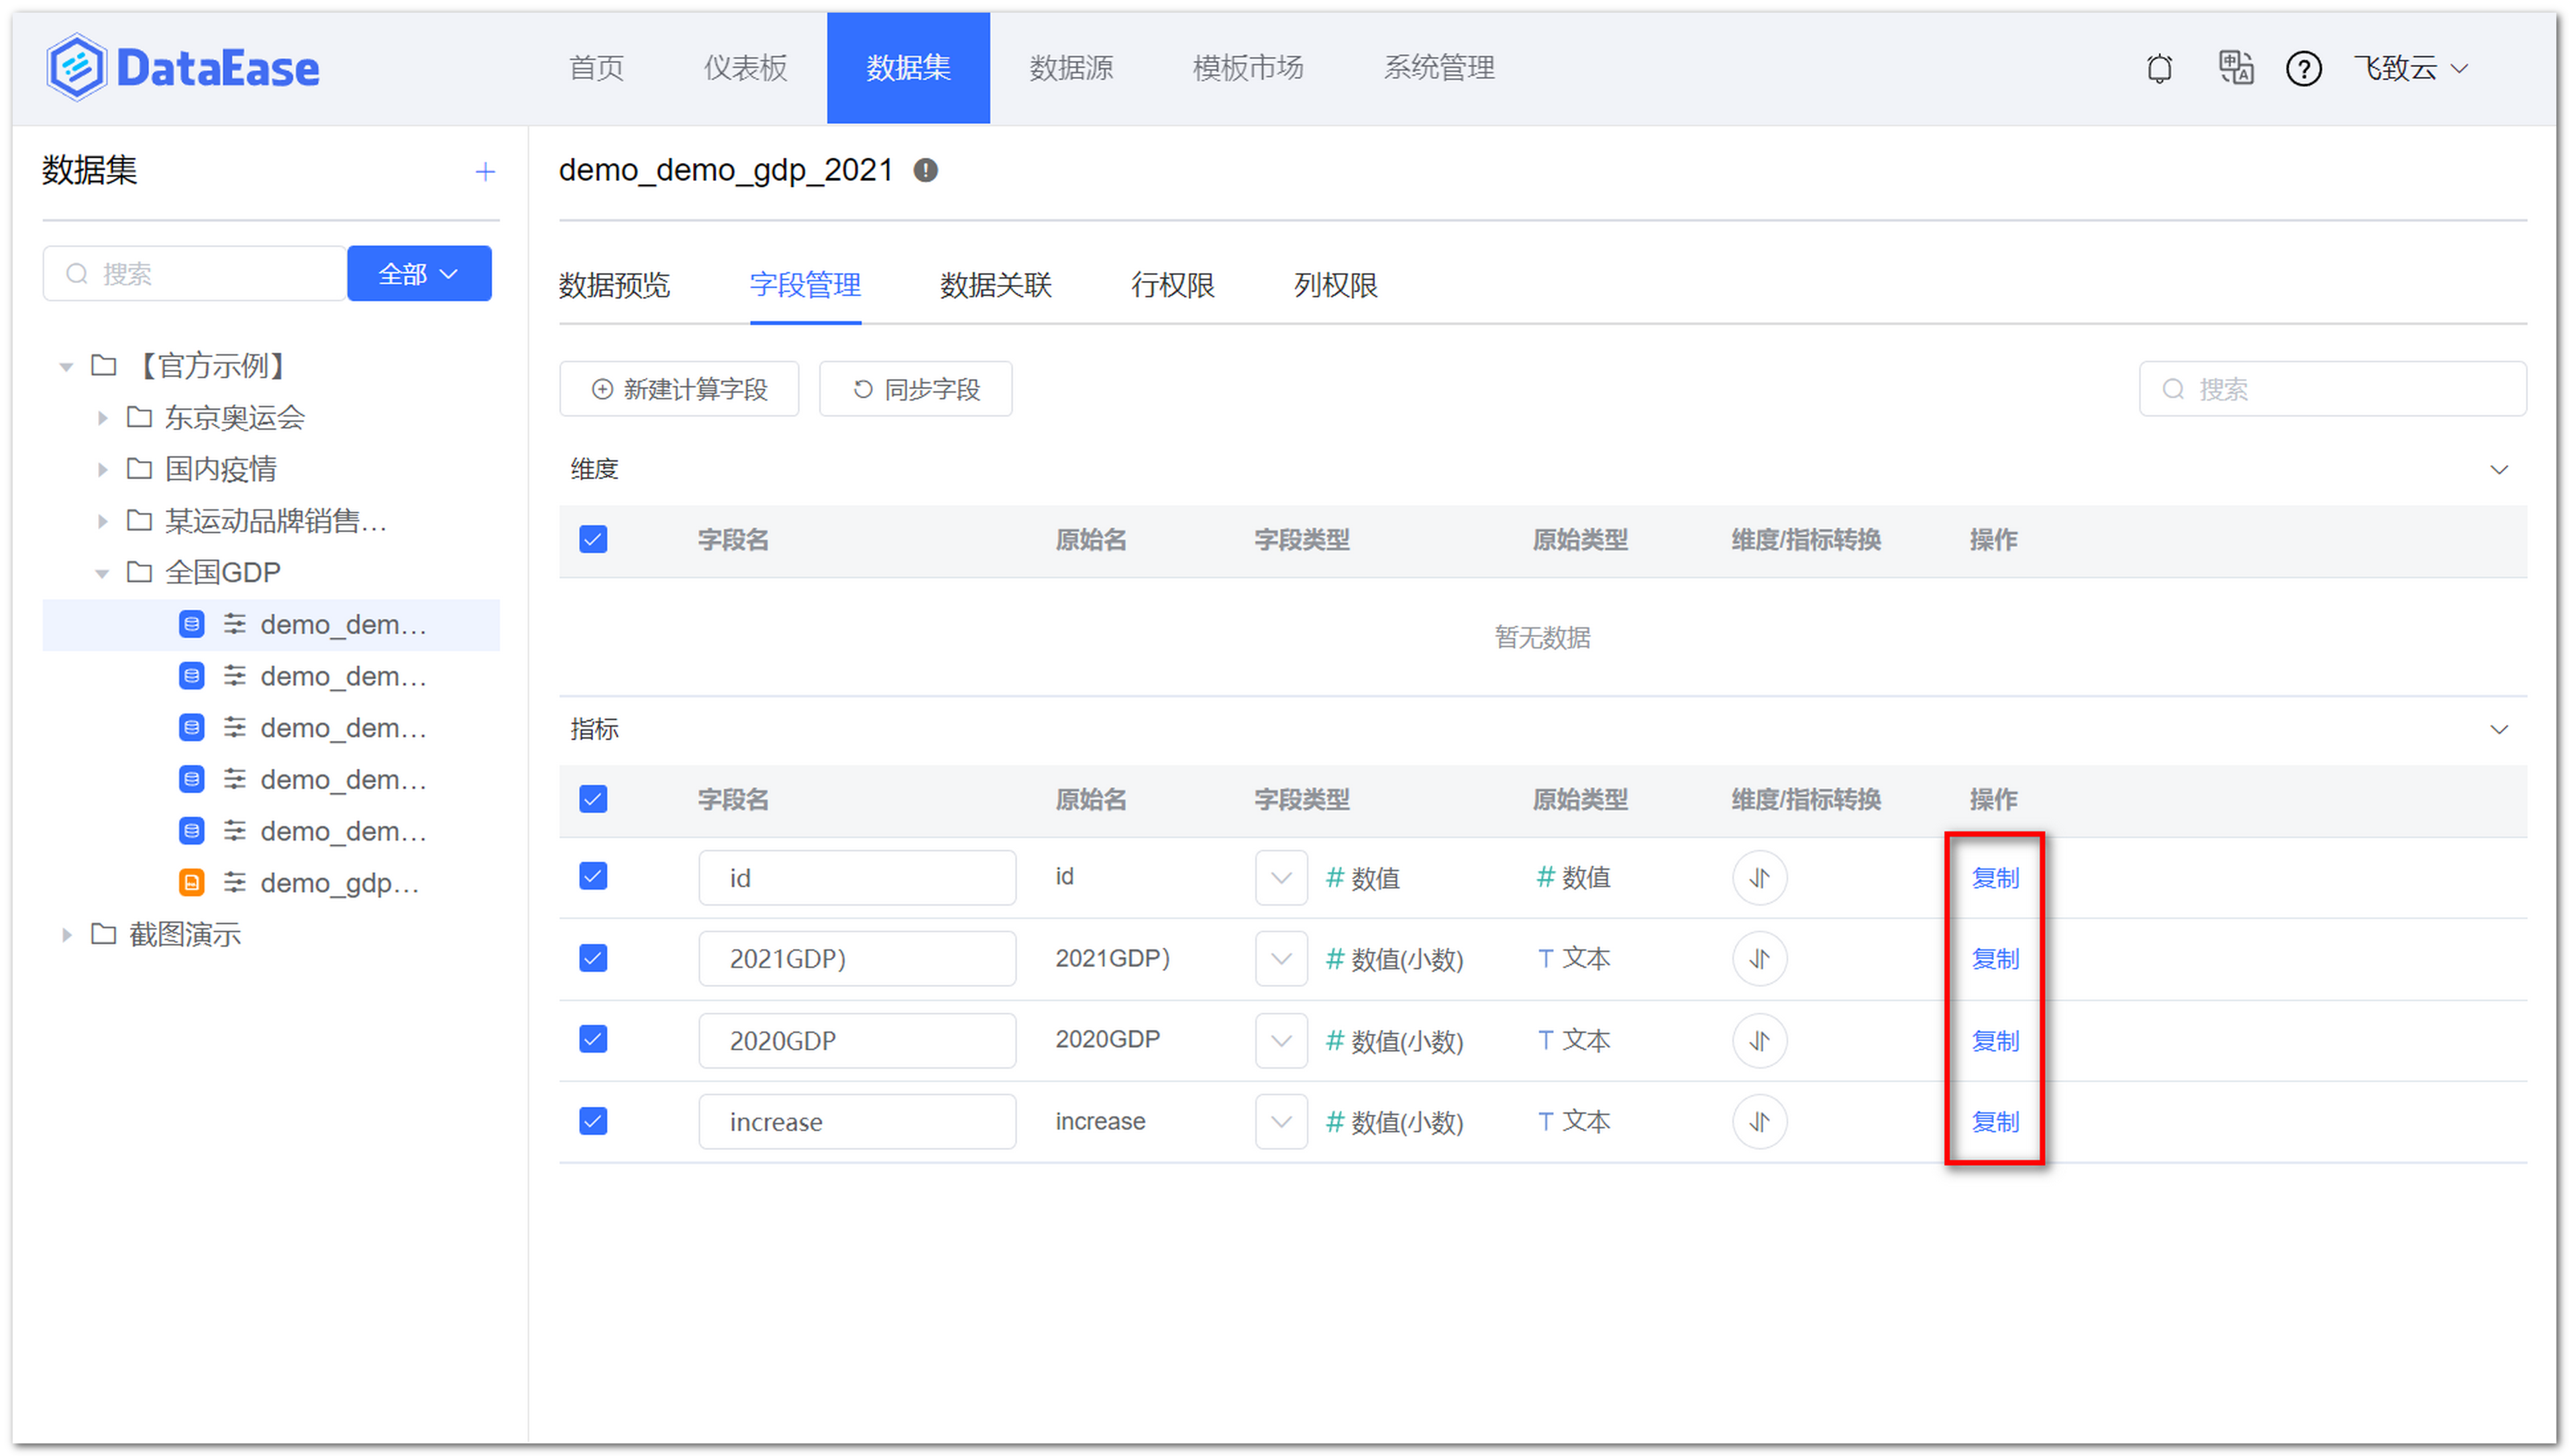 DataEase
首页 仪表板 数据集 数据源 模板市场 系统管理 飞致云
数据集
搜索 全部
【官方示例】
东京奥运会
国内疫情
某运动品牌销售...
全国GDP
demo_dem...
demo_dem...
demo_dem...
demo_dem...
demo_dem...
demo_gdp...
截图演示
demo_demo_gdp_2021
数据预览 字段管理 数据关联 行权限 列权限
新建计算字段 同步字段 搜索
维度
字段名 原始名 字段类型 原始类型 维度/指标转换 操作
暂无数据
指标
字段名 原始名 字段类型 原始类型 维度/指标转换 操作
id id # 数值 # 数值 复制
2021GDP) 2021GDP) # 数值(小数) T 文本 复制
2020GDP 2020GDP # 数值(小数) T 文本 复制
increase increase # 数值(小数) T 文本 复制